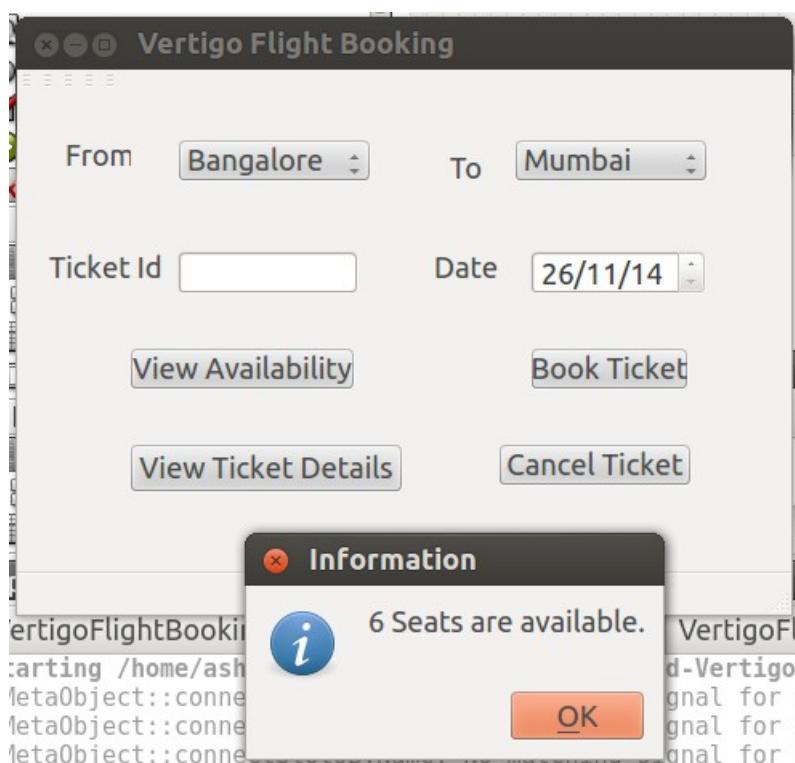 Vertigo Flight Booking
From Bangalore To Mumbai
Ticket Id Date 26/11/14
View Availability Book Ticket
View Ticket Details Cancel Ticket
Information
6 Seats are available.
OK
ertigoFlightBooki VertigoFl
tarting /home/ash d-Vertigo
MetaObject::conne gnal for
MetaObject::conne gnal for
MetaObject::conne gnal for